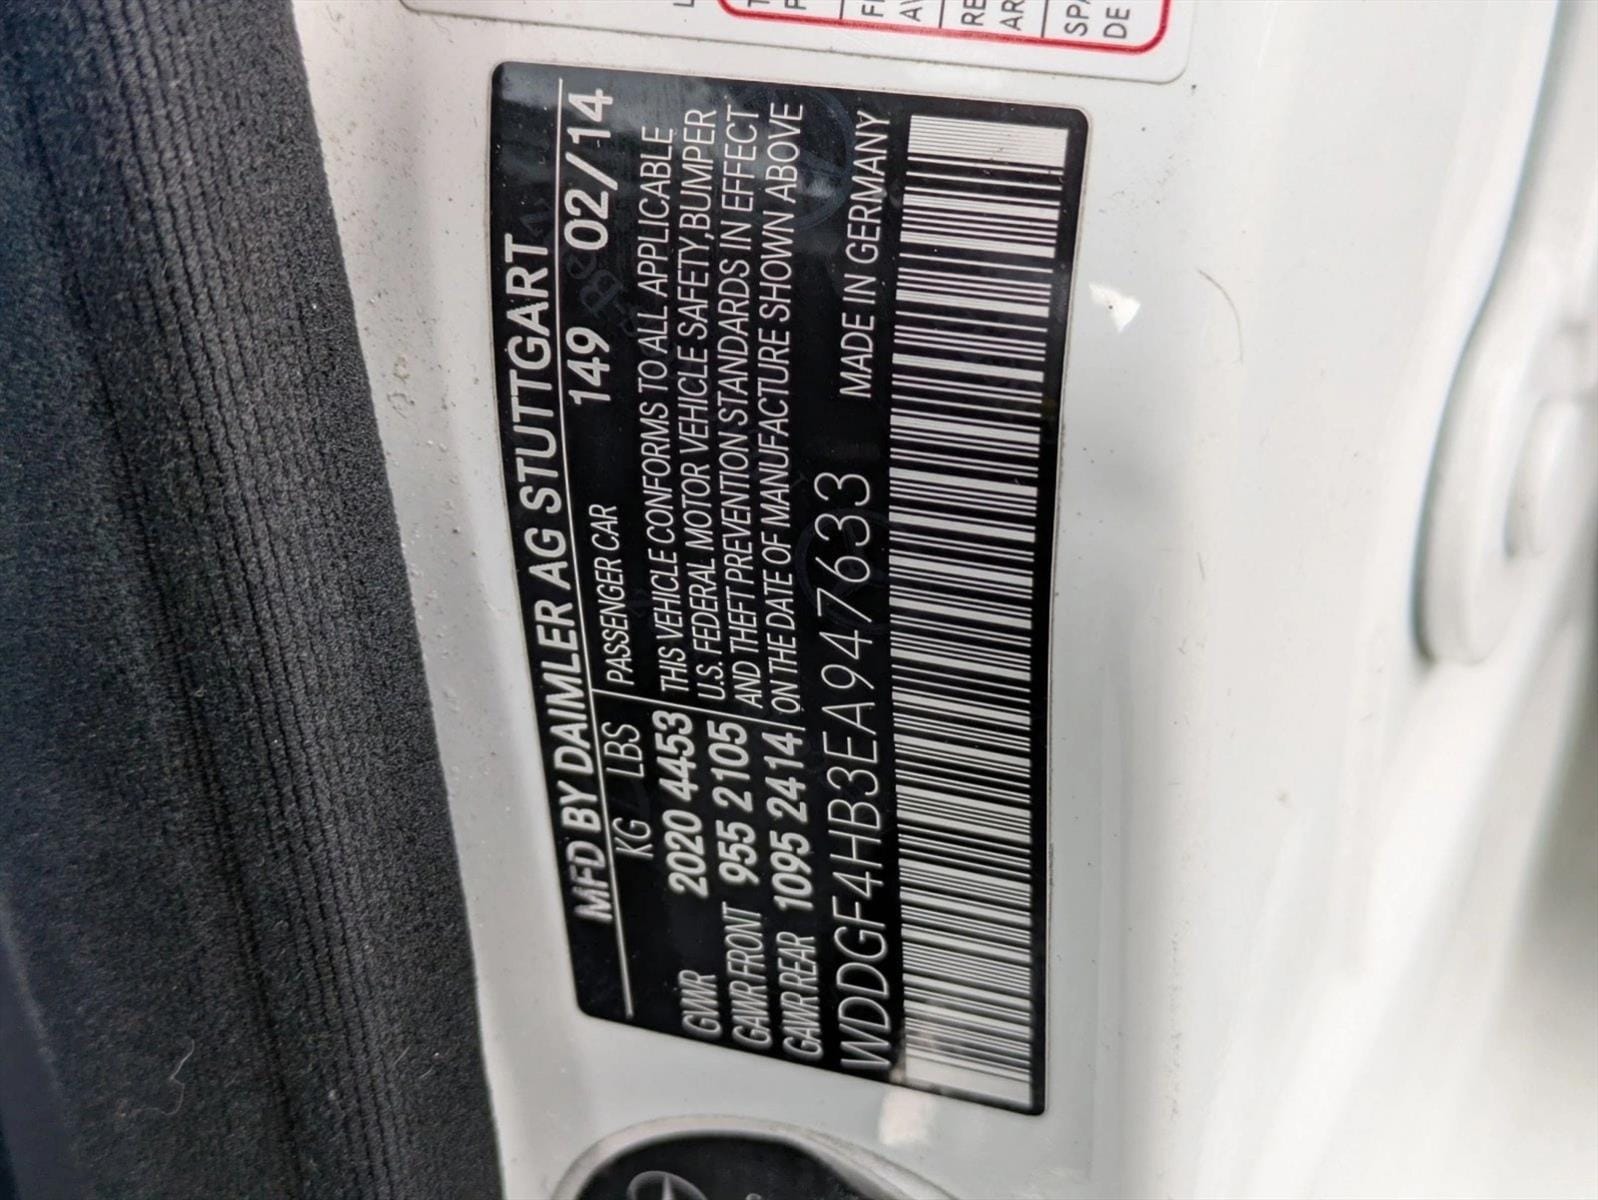 MFD BY DAIMLER AG STUTTGART
149 02/14
KG LBS PASSENGER CAR
GVWR 2020 4453 THIS VEHICLE CONFORMS TO ALL APPLICABLE
U.S. FEDERAL MOTOR VEHICLE SAFETY,BUMPER
GAWR FRONT 955 2105 AND THEFT PREVENTION STANDARDS IN EFFECT
GAWR REAR 1095 2414 ON THE DATE OF MANUFACTURE SHOWN ABOVE
MADE IN GERMANY
WDDGF4HB3EA947633
SPA
DE